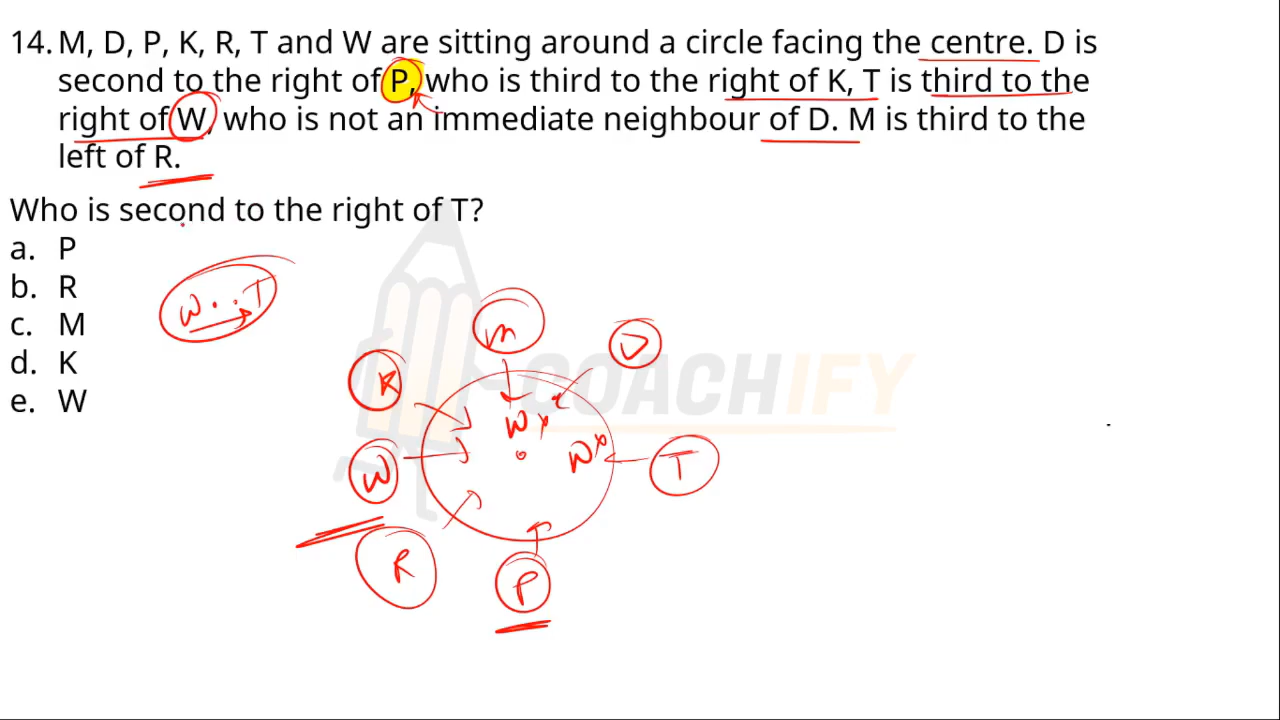 14. M, D, P, K, R, T and W are sitting around a circle facing the centre. D is
second to the right of P, who is third to the right of K, T is third to the
right of W, who is not an immediate neighbour of D. M is third to the
left of R.
Who is second to the right of T?
a. P
b. R
c. M
d. K
e. W
W . . T
M
D
K
COACHIFY
W x
W x
T
W
R
P